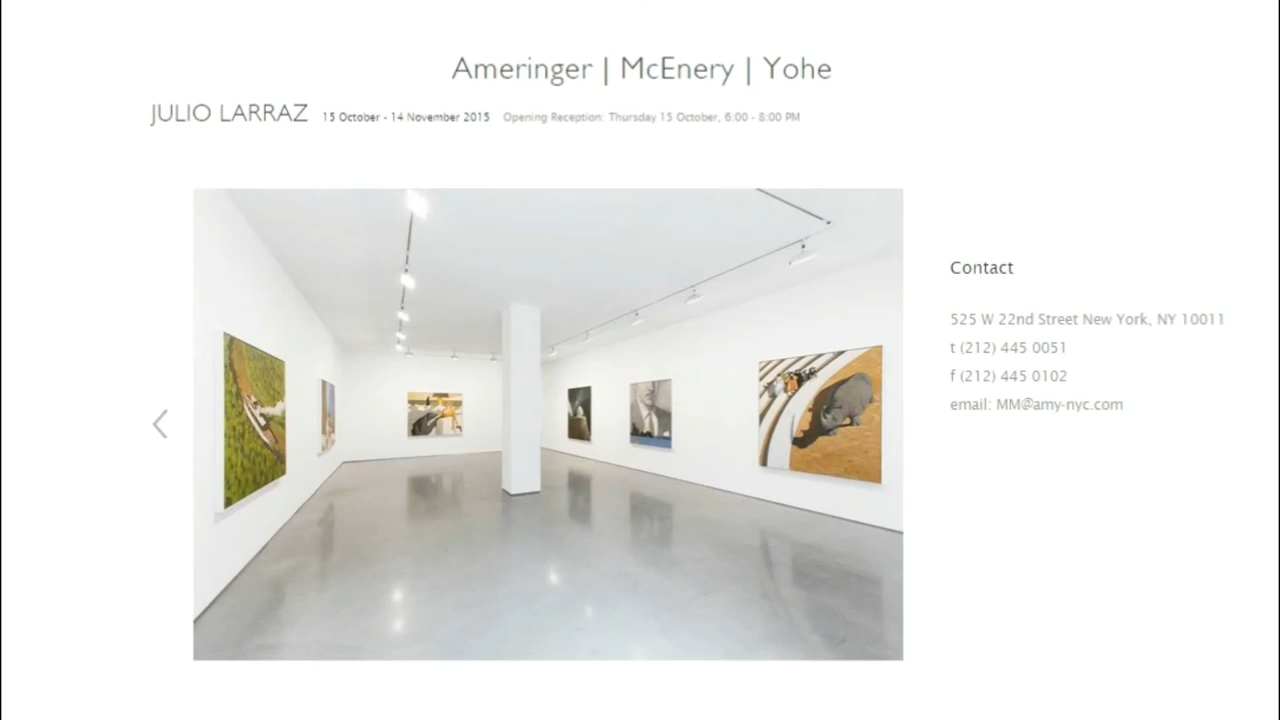 Ameringer | McEnery | Yohe
JULIO LARRAZ 15 October - 14 November 2015 Opening Reception: Thursday 15 October, 6:00 - 8:00 PM
Contact
525 W 22nd Street New York, NY 10011
t (212) 445 0051
f (212) 445 0102
email: MM@amy-nyc.com